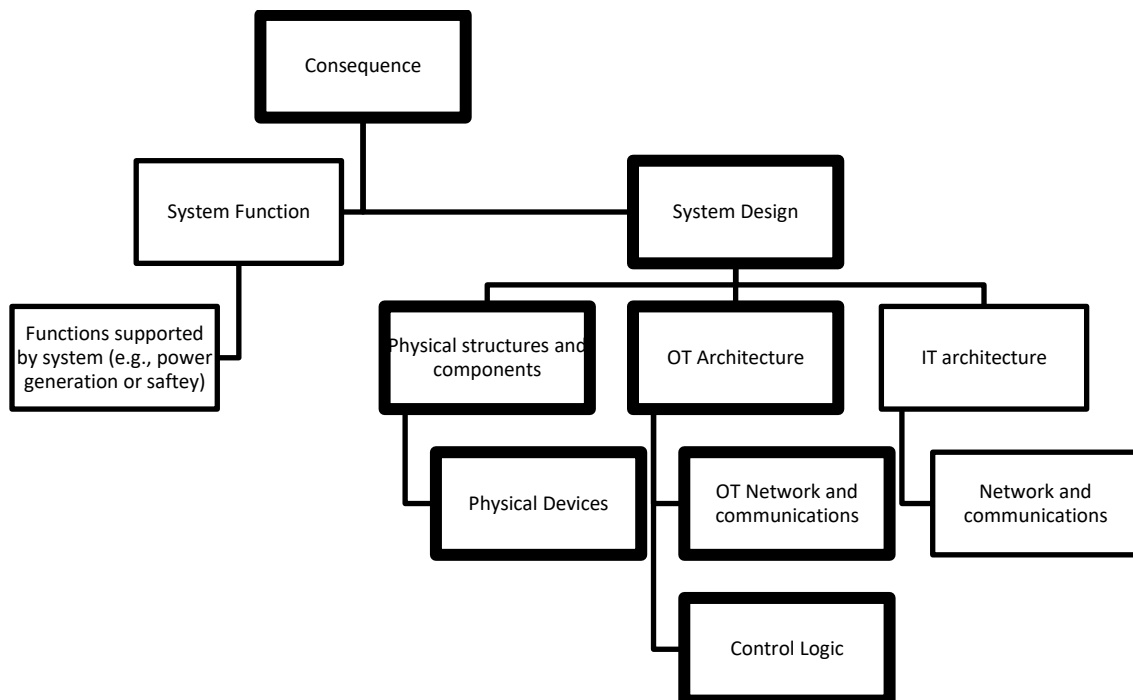 Consequence
System Function
System Design
Functions supported
by system (e.g., power
generation or saftey)
Physical structures and
components
OT Architecture
IT architecture
Physical Devices
OT Network and
communications
Network and
communications
Control Logic